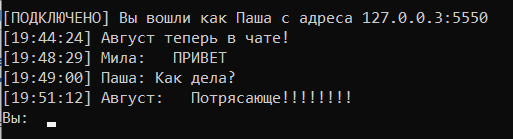 [ПОДКЛЮЧЕНО] Вы вошли как Паша с адреса 127.0.0.3:5550
[19:44:24] Август теперь в чате!
[19:48:29] Мила:   ПРИВЕТ
[19:49:00] Паша: Как дела?
[19:51:12] Август:   Потрясающе!!!!!!!!
Вы: